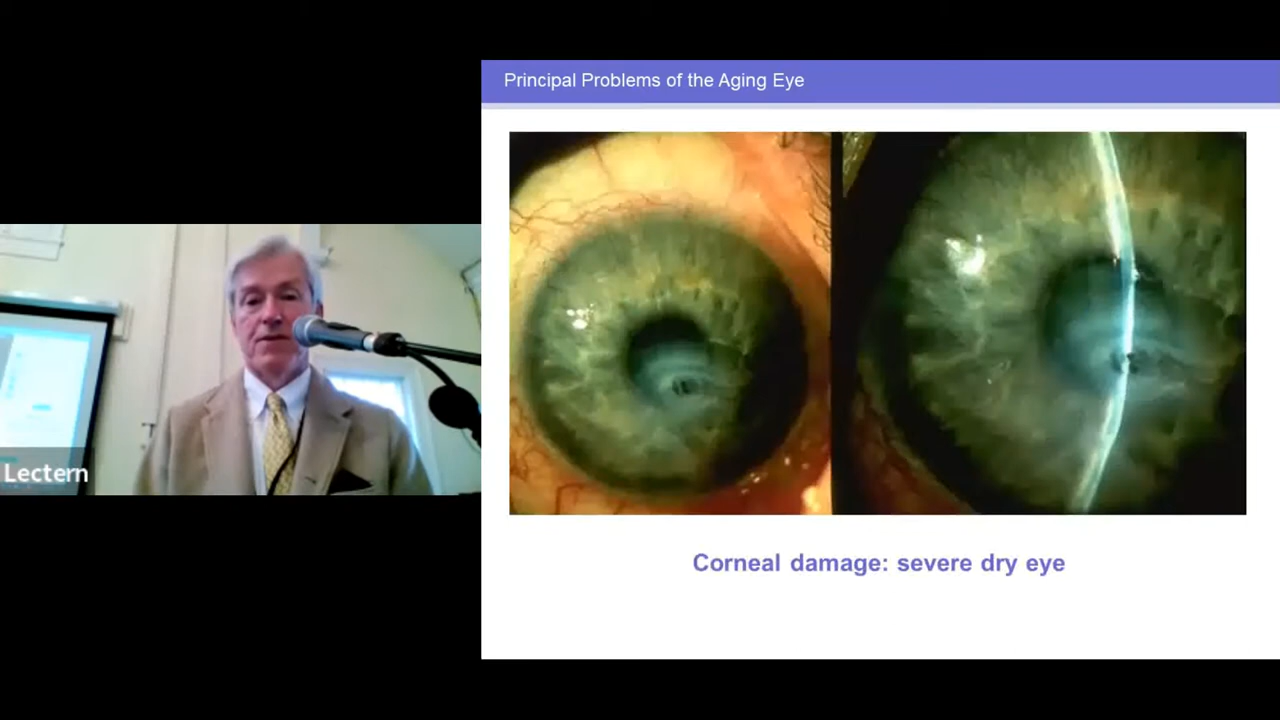 Principal Problems of the Aging Eye
Corneal damage: severe dry eye
Lectern